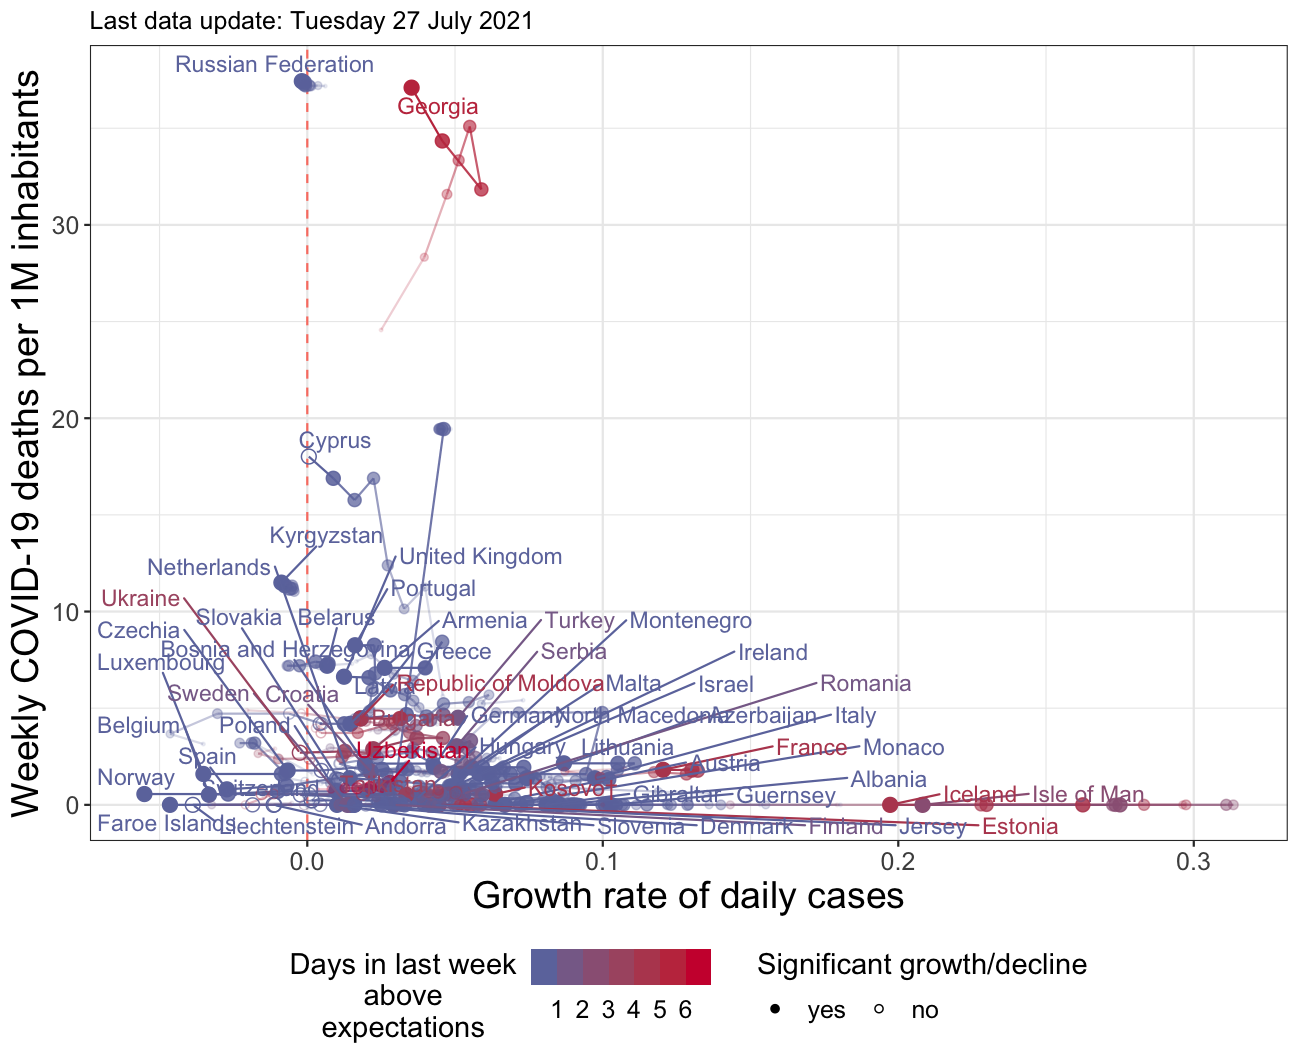 Last data update: Tuesday 27 July 2021
Weekly COVID-19 deaths per 1M inhabitants
30
20
10
0
Russian Federation
Georgia
Cyprus
Kyrgyzstan
Netherlands
United Kingdom
Portugal
Ukraine
Slovakia
Belarus
Armenia
Turkey
Montenegro
Czechia
Bosnia and Herzegovina
Greece
Serbia
Ireland
Luxembourg
Sweden
Croatia
Latvia
Republic of Moldova
Malta
Israel
Romania
Belgium
Poland
Bulgaria
Germany
North Macedonia
Azerbaijan
Italy
Spain
Uzbekistan
Hungary
Lithuania
France
Monaco
Austria
Norway
Switzerland
Kosovo
Gibraltar
Guernsey
Albania
Iceland
Isle of Man
Faroe Islands
Liechtenstein
Andorra
Kazakhstan
Slovenia
Denmark
Finland
Jersey
Estonia
0.0
0.1
0.2
0.3
Growth rate of daily cases
Days in last week
above
expectations
1 2 3 4 5 6
Significant growth/decline
yes
no